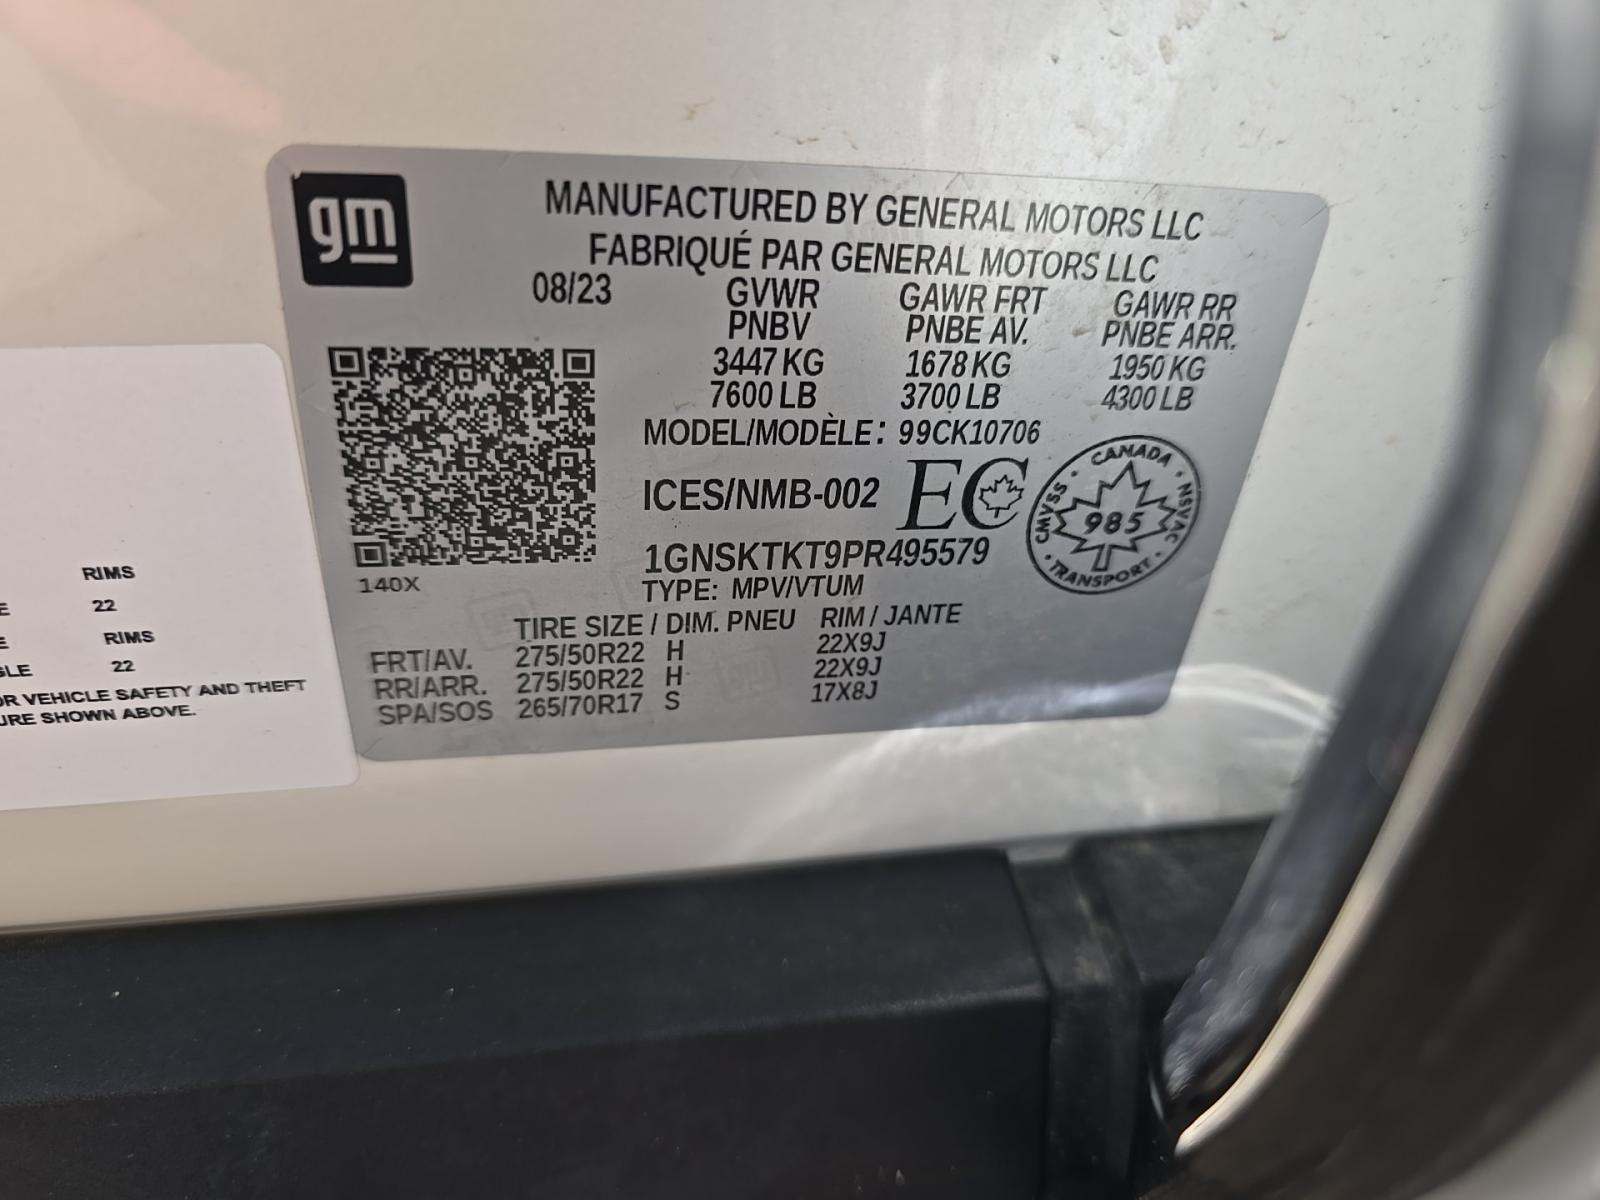 gm
MANUFACTURED BY GENERAL MOTORS LLC
FABRIQUÉ PAR GENERAL MOTORS LLC
08/23 GVWR GAWR FRT GAWR RR
PNBV PNBE AV. PNBE ARR.
3447 KG 1678 KG 1950 KG
7600 LB 3700 LB 4300 LB
MODEL/MODÈLE: 99CK10706
ICES/NMB-002 EC
CANADA · NSVAC · TRANSPORT · CMVSS ·
985
1GNSKTKT9PR495579
140X
TYPE: MPV/VTUM
TIRE SIZE / DIM. PNEU RIM / JANTE
FRT/AV. 275/50R22 H 22X9J
RR/ARR. 275/50R22 H 22X9J
SPA/SOS 265/70R17 S 17X8J
RIMS
22
RIMS
22
VEHICLE SAFETY AND THEFT
SHOWN ABOVE.